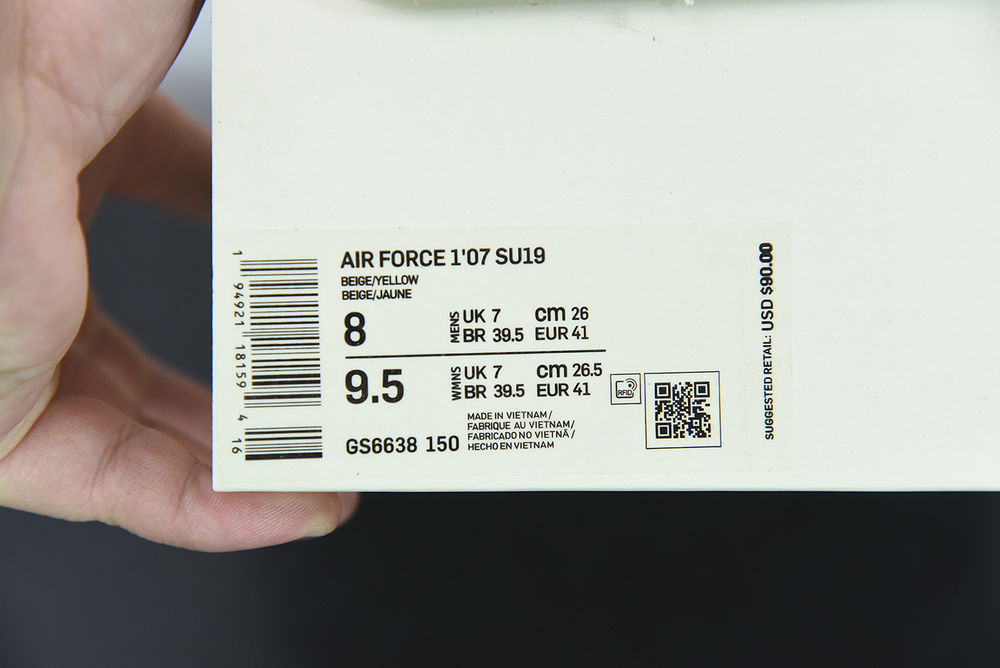 AIR FORCE 1'07 SU19
BEIGE/YELLOW
BEIGE/JAUNE
8
MENS
UK 7 cm 26
BR 39.5 EUR 41
9.5
WMNS
UK 7 cm 26.5
BR 39.5 EUR 41
GS6638 150
MADE IN VIETNAM/
FABRIQUE AU VIETNAM/
FABRICADO NO VIETNÃ/
HECHO EN VIETNAM
RFID
1 94921 18159 4 16
SUGGESTED RETAIL: USD $90.00